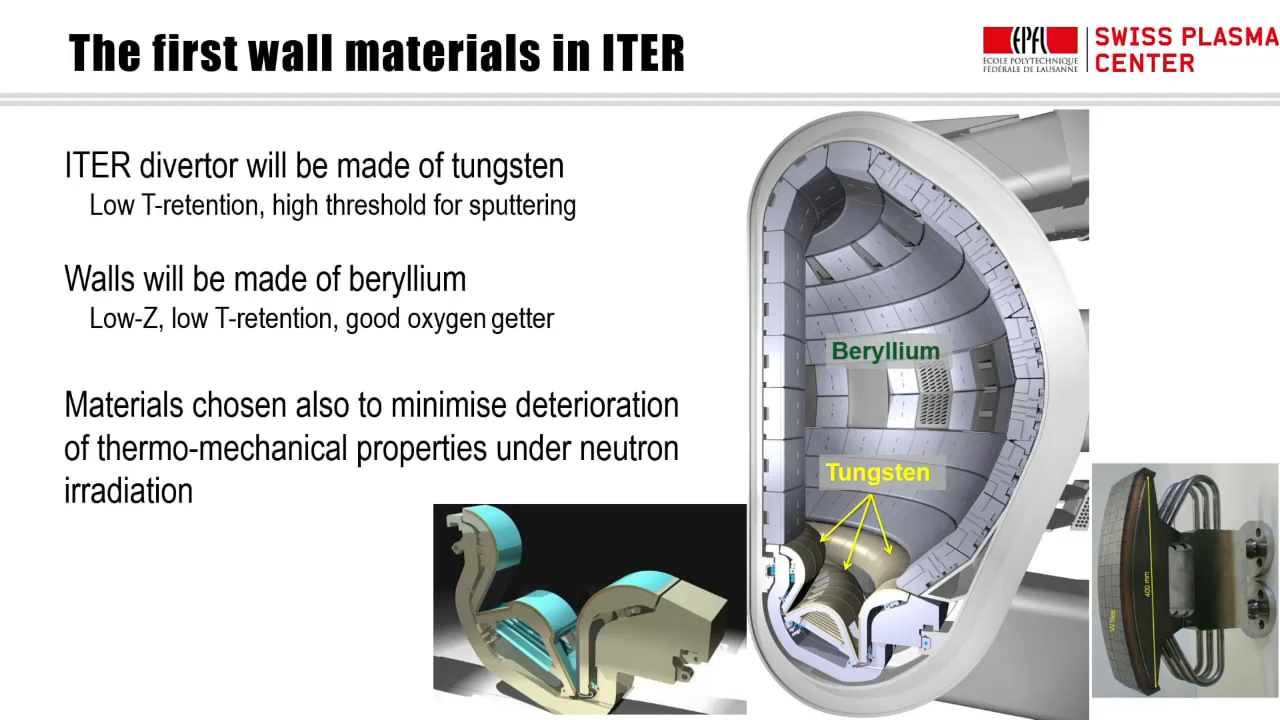 The first wall materials in ITER
EPFL
ÉCOLE POLYTECHNIQUE
FÉDÉRALE DE LAUSANNE
SWISS PLASMA
CENTER
ITER divertor will be made of tungsten
Low T-retention, high threshold for sputtering
Walls will be made of beryllium
Low-Z, low T-retention, good oxygen getter
Materials chosen also to minimise deterioration
of thermo-mechanical properties under neutron
irradiation
Beryllium
Tungsten
W tiles
400 mm